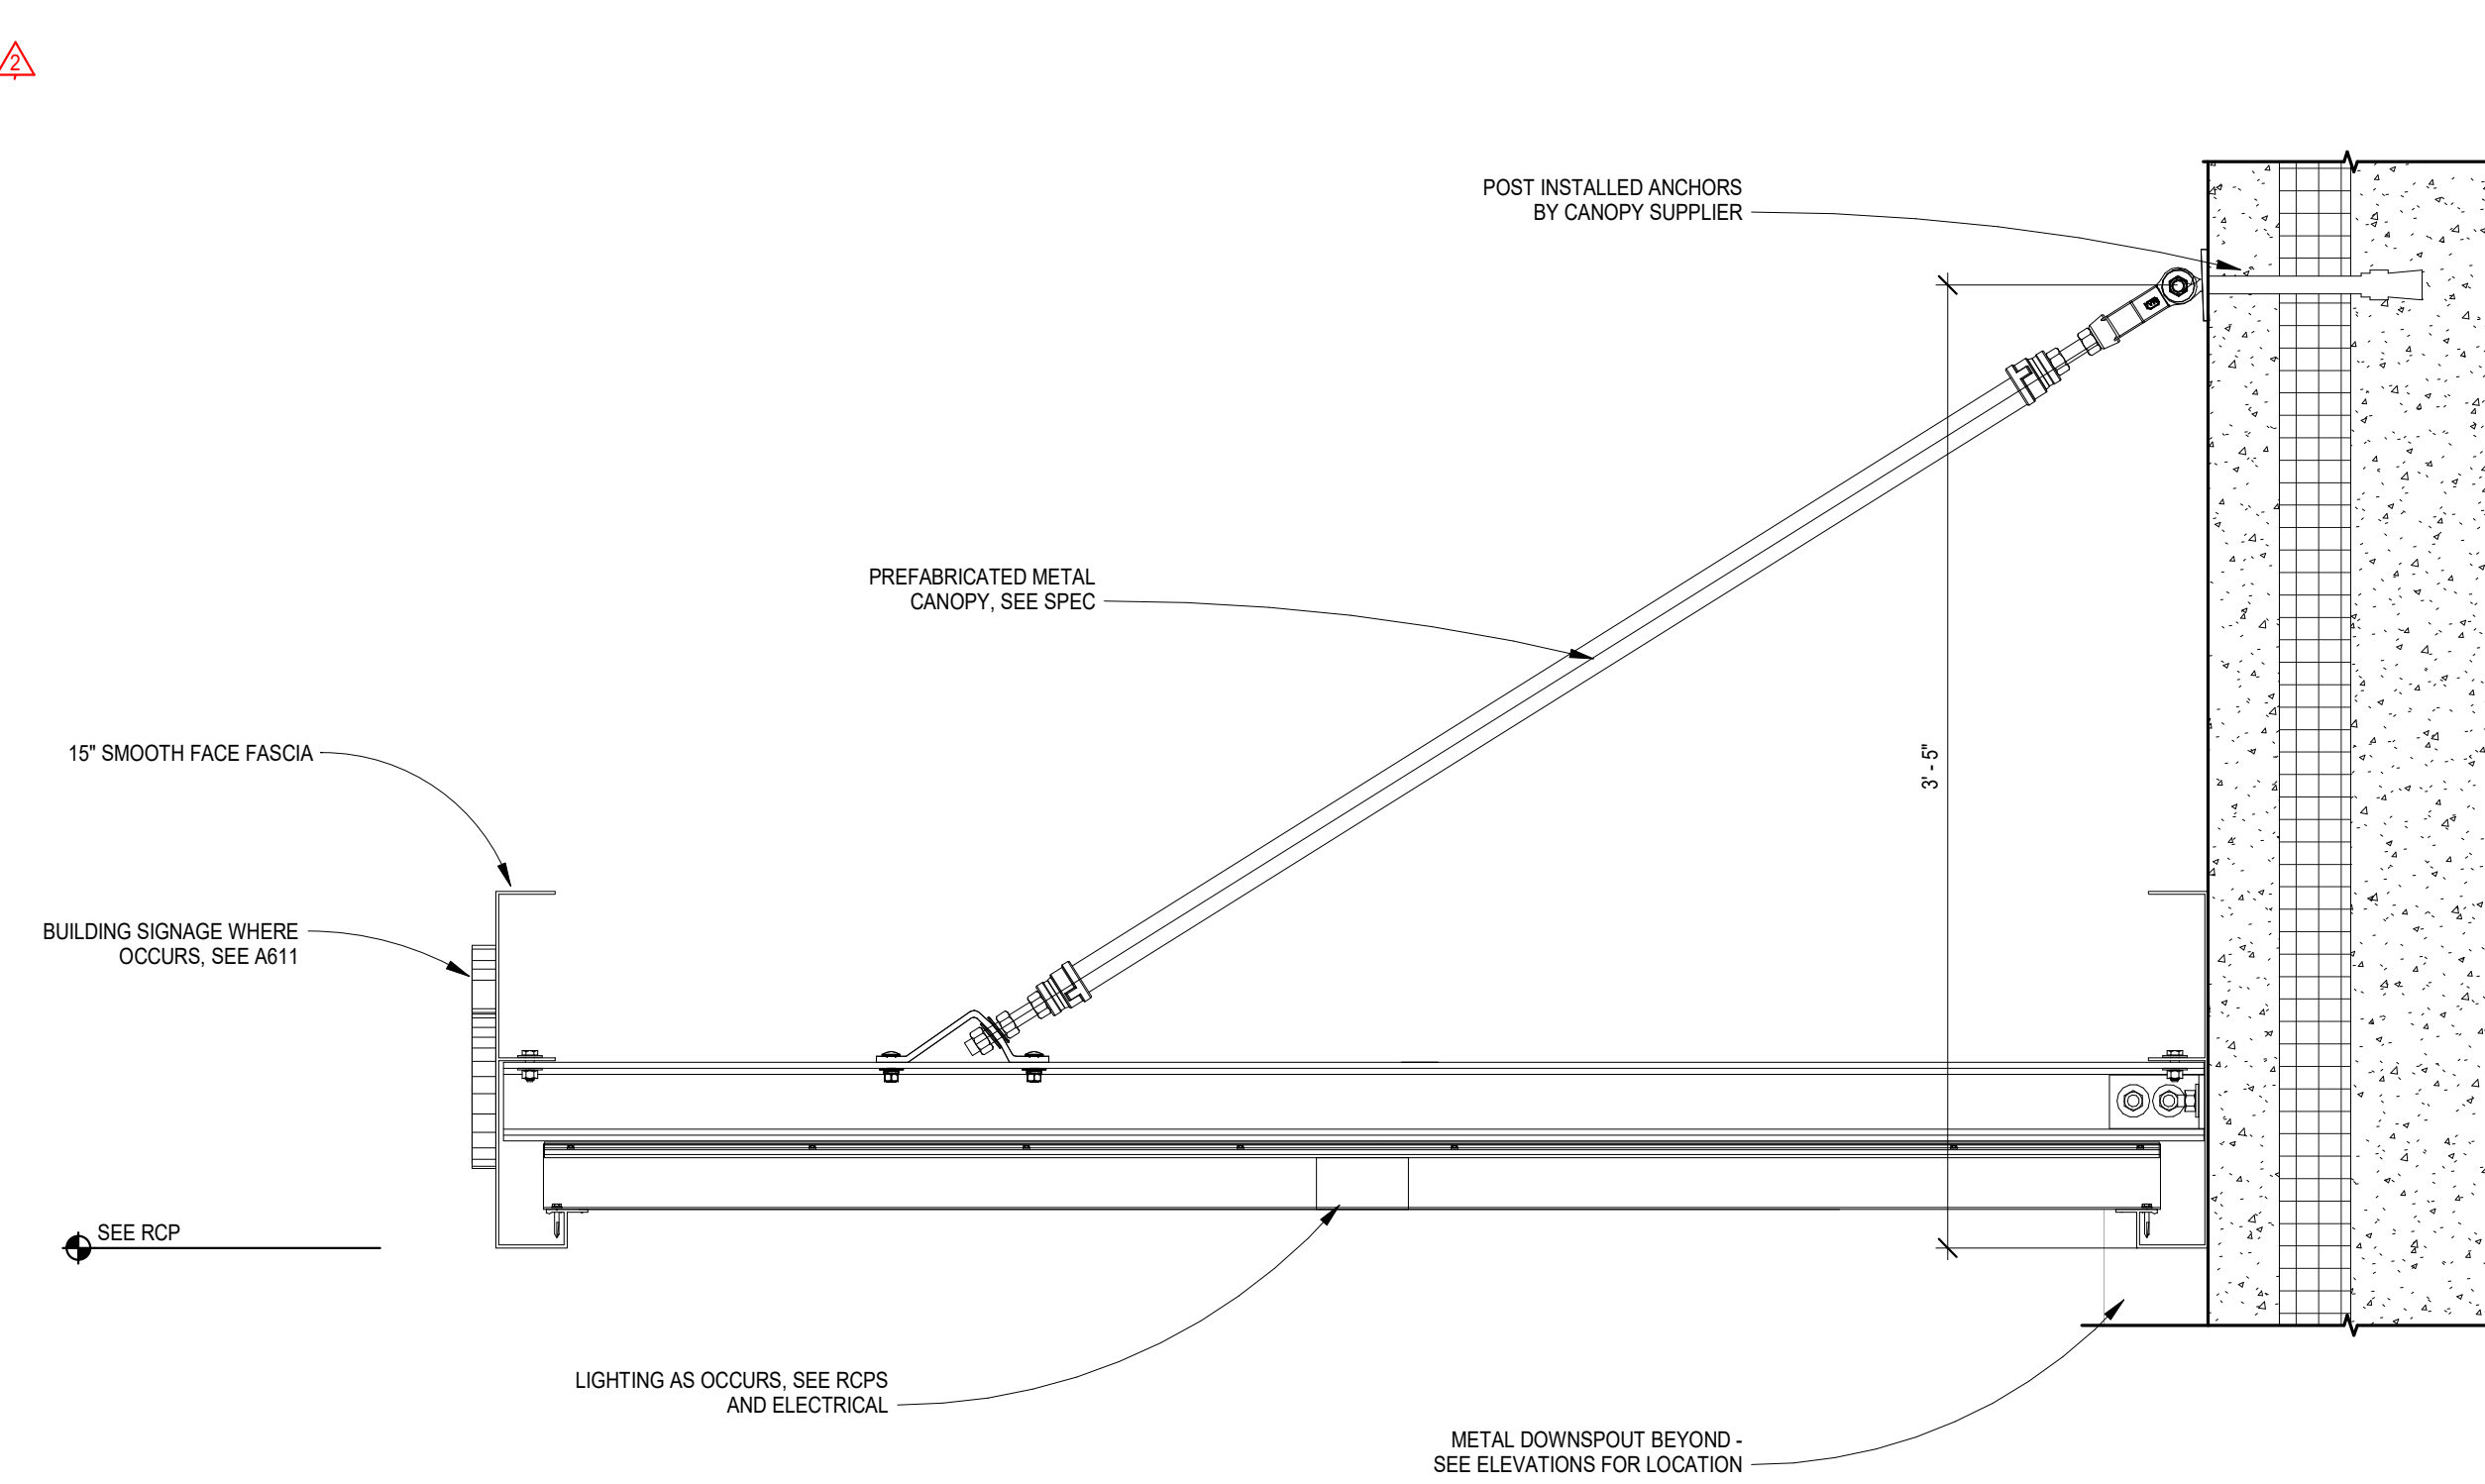 2
POST INSTALLED ANCHORS
BY CANOPY SUPPLIER
PREFABRICATED METAL
CANOPY, SEE SPEC
3' - 5"
15" SMOOTH FACE FASCIA
BUILDING SIGNAGE WHERE
OCCURS, SEE A611
SEE RCP
LIGHTING AS OCCURS, SEE RCPS
AND ELECTRICAL
METAL DOWNSPOUT BEYOND -
SEE ELEVATIONS FOR LOCATION